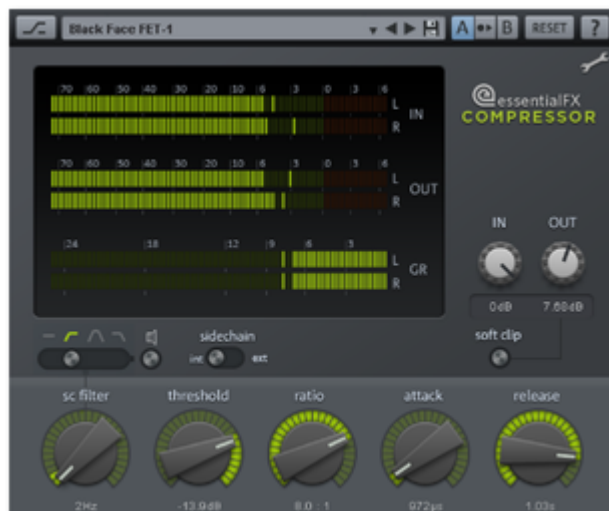 Black Face FET-1
A B RESET ?
70 60 50 40 30 20 10 6 3 0 3 6
L
IN
R
70 60 50 40 30 20 10 6 3 0 3 6
L
OUT
R
24 18 12 9 6 3
L
GR
R
essentialFX
COMPRESSOR
IN OUT
0dB 7.68dB
soft clip
sidechain
int ext
sc filter threshold ratio attack release
2Hz -13.9dB 8.0 : 1 972µs 1.03s